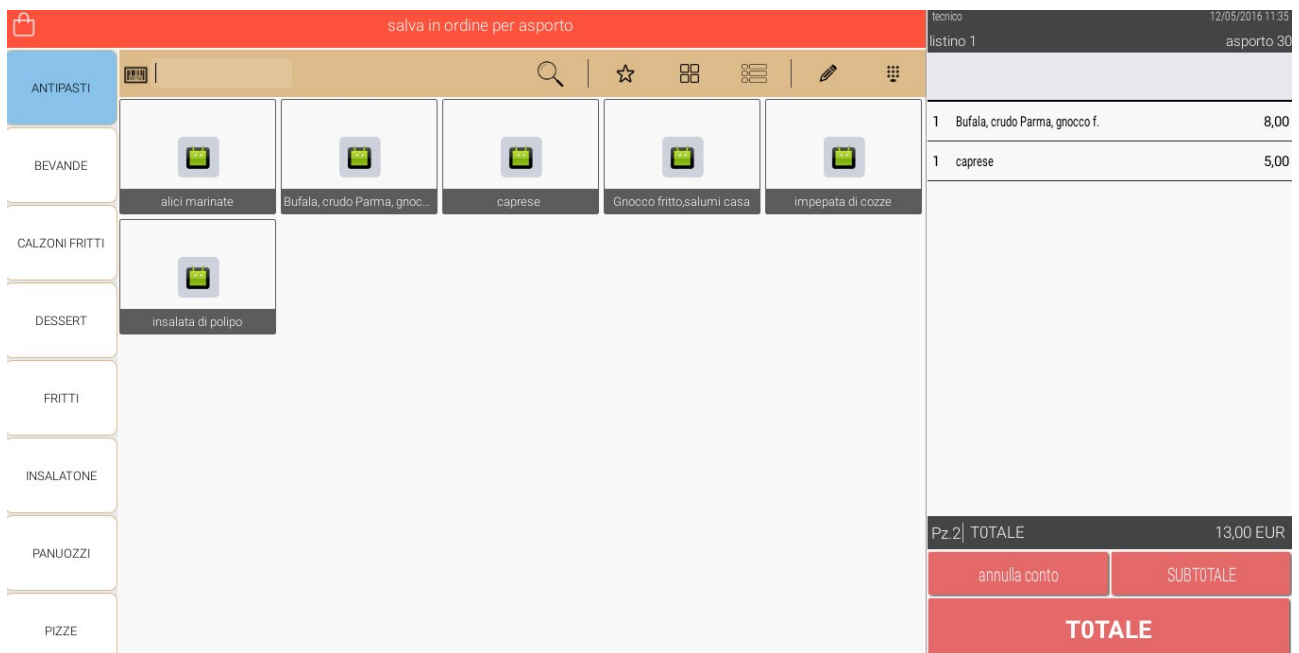 salva in ordine per asporto
tecnico 12/05/2016 11:35
listino 1 asporto 30
ANTIPASTI
BEVANDE
CALZONI FRITTI
DESSERT
FRITTI
INSALATONE
PANUOZZI
PIZZE
alici marinate
Bufala, crudo Parma, gnoc...
caprese
Gnocco fritto,salumi casa
impepata di cozze
insalata di polipo
1 Bufala, crudo Parma, gnocco f. 8,00
1 caprese 5,00
Pz.2| T0TALE 13,00 EUR
annulla conto
SUBT0TALE
T0TALE